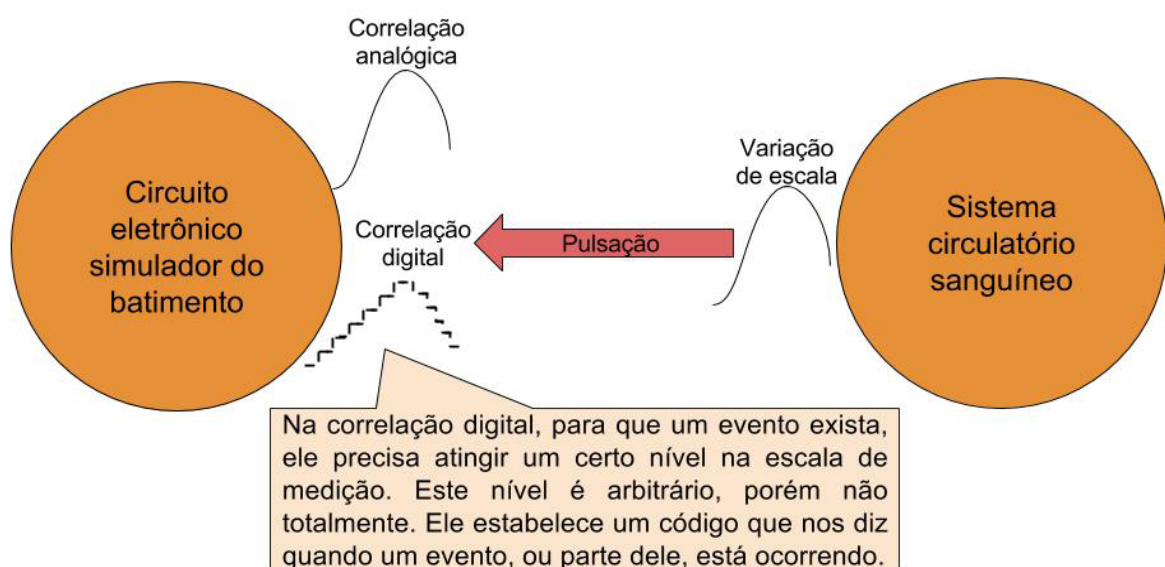 Correlação
analógica
Circuito
eletrônico
simulador do
batimento
Correlação
digital
Pulsação
Variação
de escala
Sistema
circulatório
sanguíneo
Na correlação digital, para que um evento exista,
ele precisa atingir um certo nível na escala de
medição. Este nível é arbitrário, porém não
totalmente. Ele estabelece um código que nos diz
quando um evento, ou parte dele, está ocorrendo.